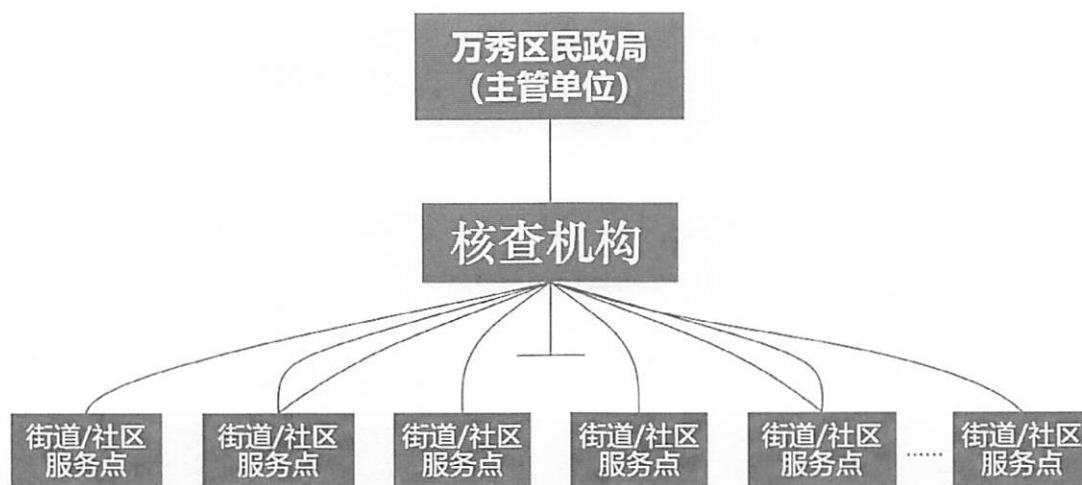 万秀区民政局
(主管单位)
核查机构
街道/社区
服务点
街道/社区
服务点
街道/社区
服务点
街道/社区
服务点
街道/社区
服务点
......
街道/社区
服务点